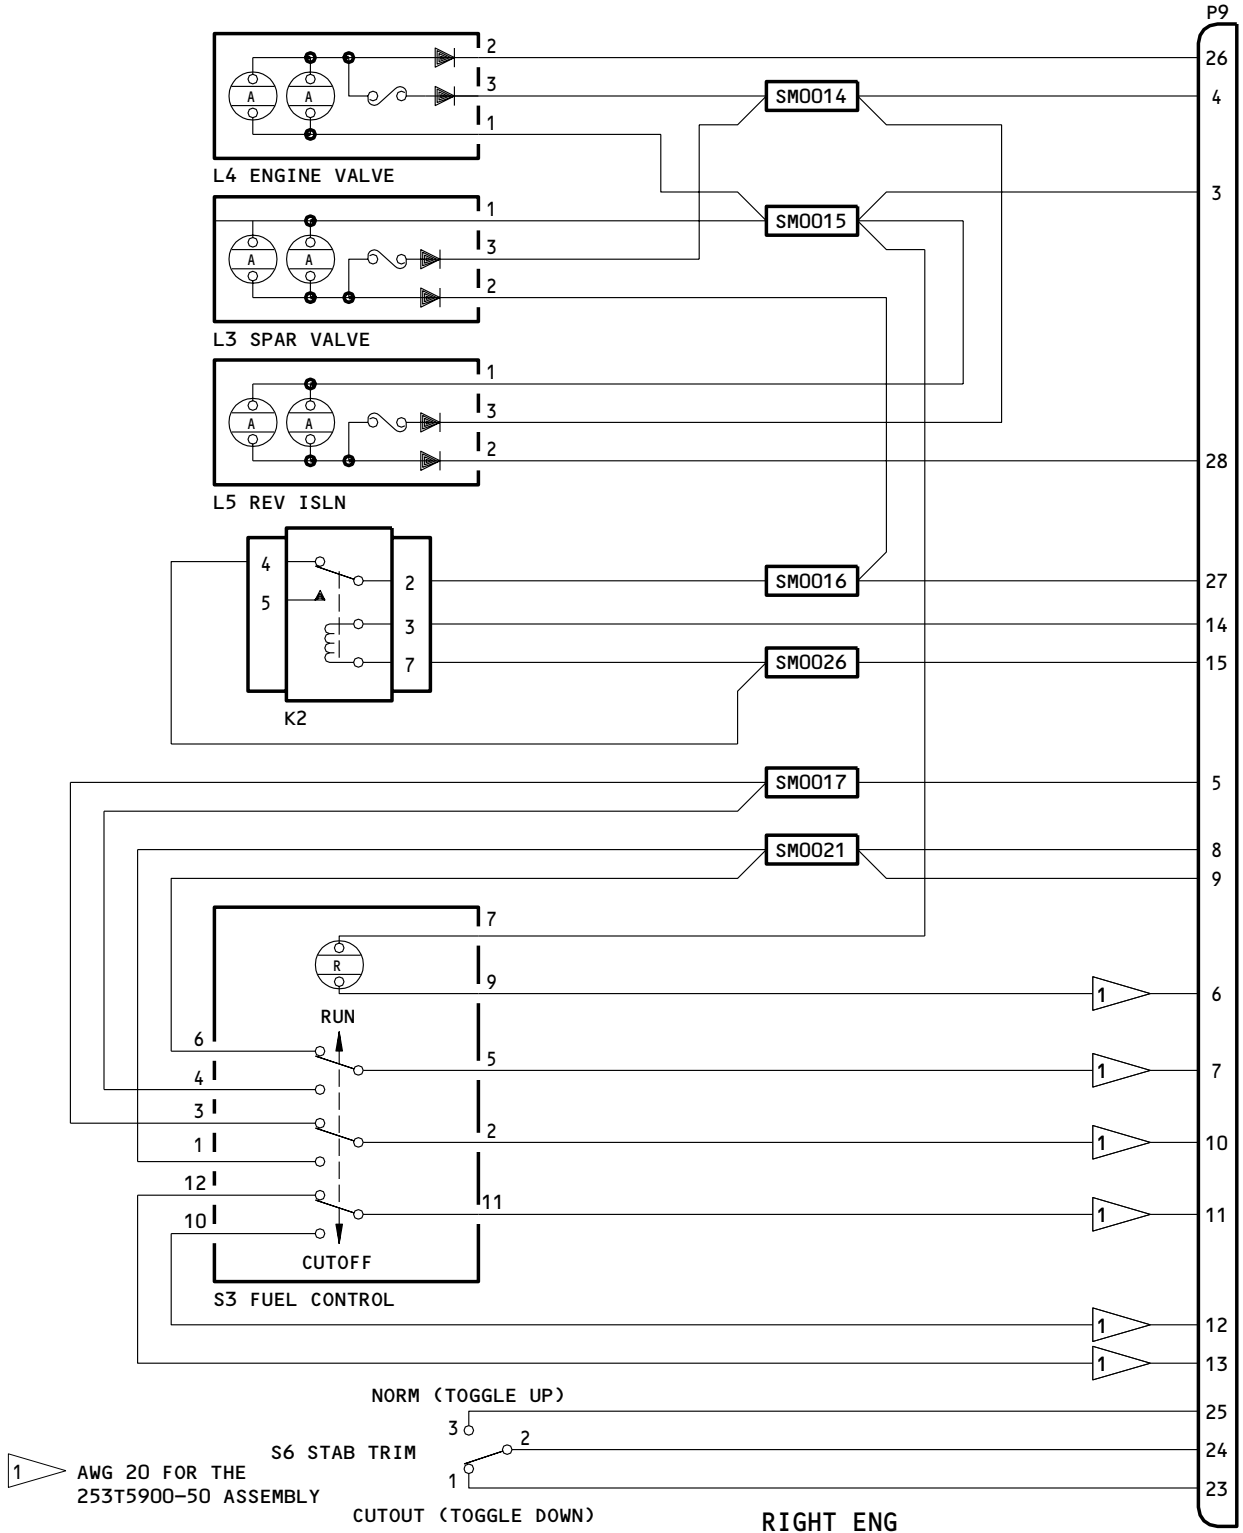 P9
2
26
A
A
3
SM0014
4
1
L4 ENGINE VALVE
3
1
SM0015
3
A
A
2
L3 SPAR VALVE
1
3
A
A
2
28
L5 REV ISLN
4
2
SM0016
27
5
3
14
7
SM0026
15
K2
SM0017
5
SM0021
8
9
7
R
9
1
6
RUN
6
5
1
7
4
3
2
1
10
1
12
11
1
11
10
CUTOFF
S3 FUEL CONTROL
1
12
1
13
NORM (TOGGLE UP)
25
3
2
S6 STAB TRIM
24
1
AWG 20 FOR THE
253T5900-50 ASSEMBLY
1
23
CUTOUT (TOGGLE DOWN)
RIGHT ENG